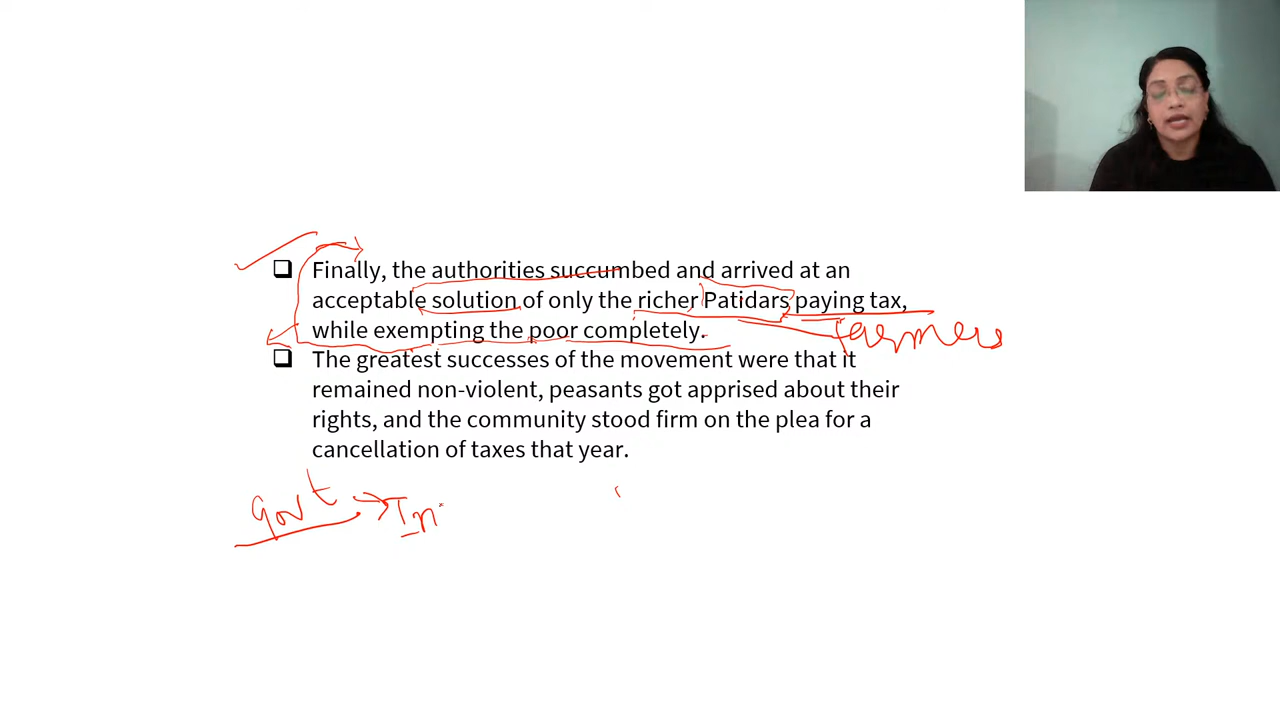 Finally, the authorities succumbed and arrived at an
acceptable solution of only the richer Patidars paying tax,
while exempting the poor completely.
farmers
The greatest successes of the movement were that it
remained non-violent, peasants got apprised about their
rights, and the community stood firm on the plea for a
cancellation of taxes that year.
Govt → In